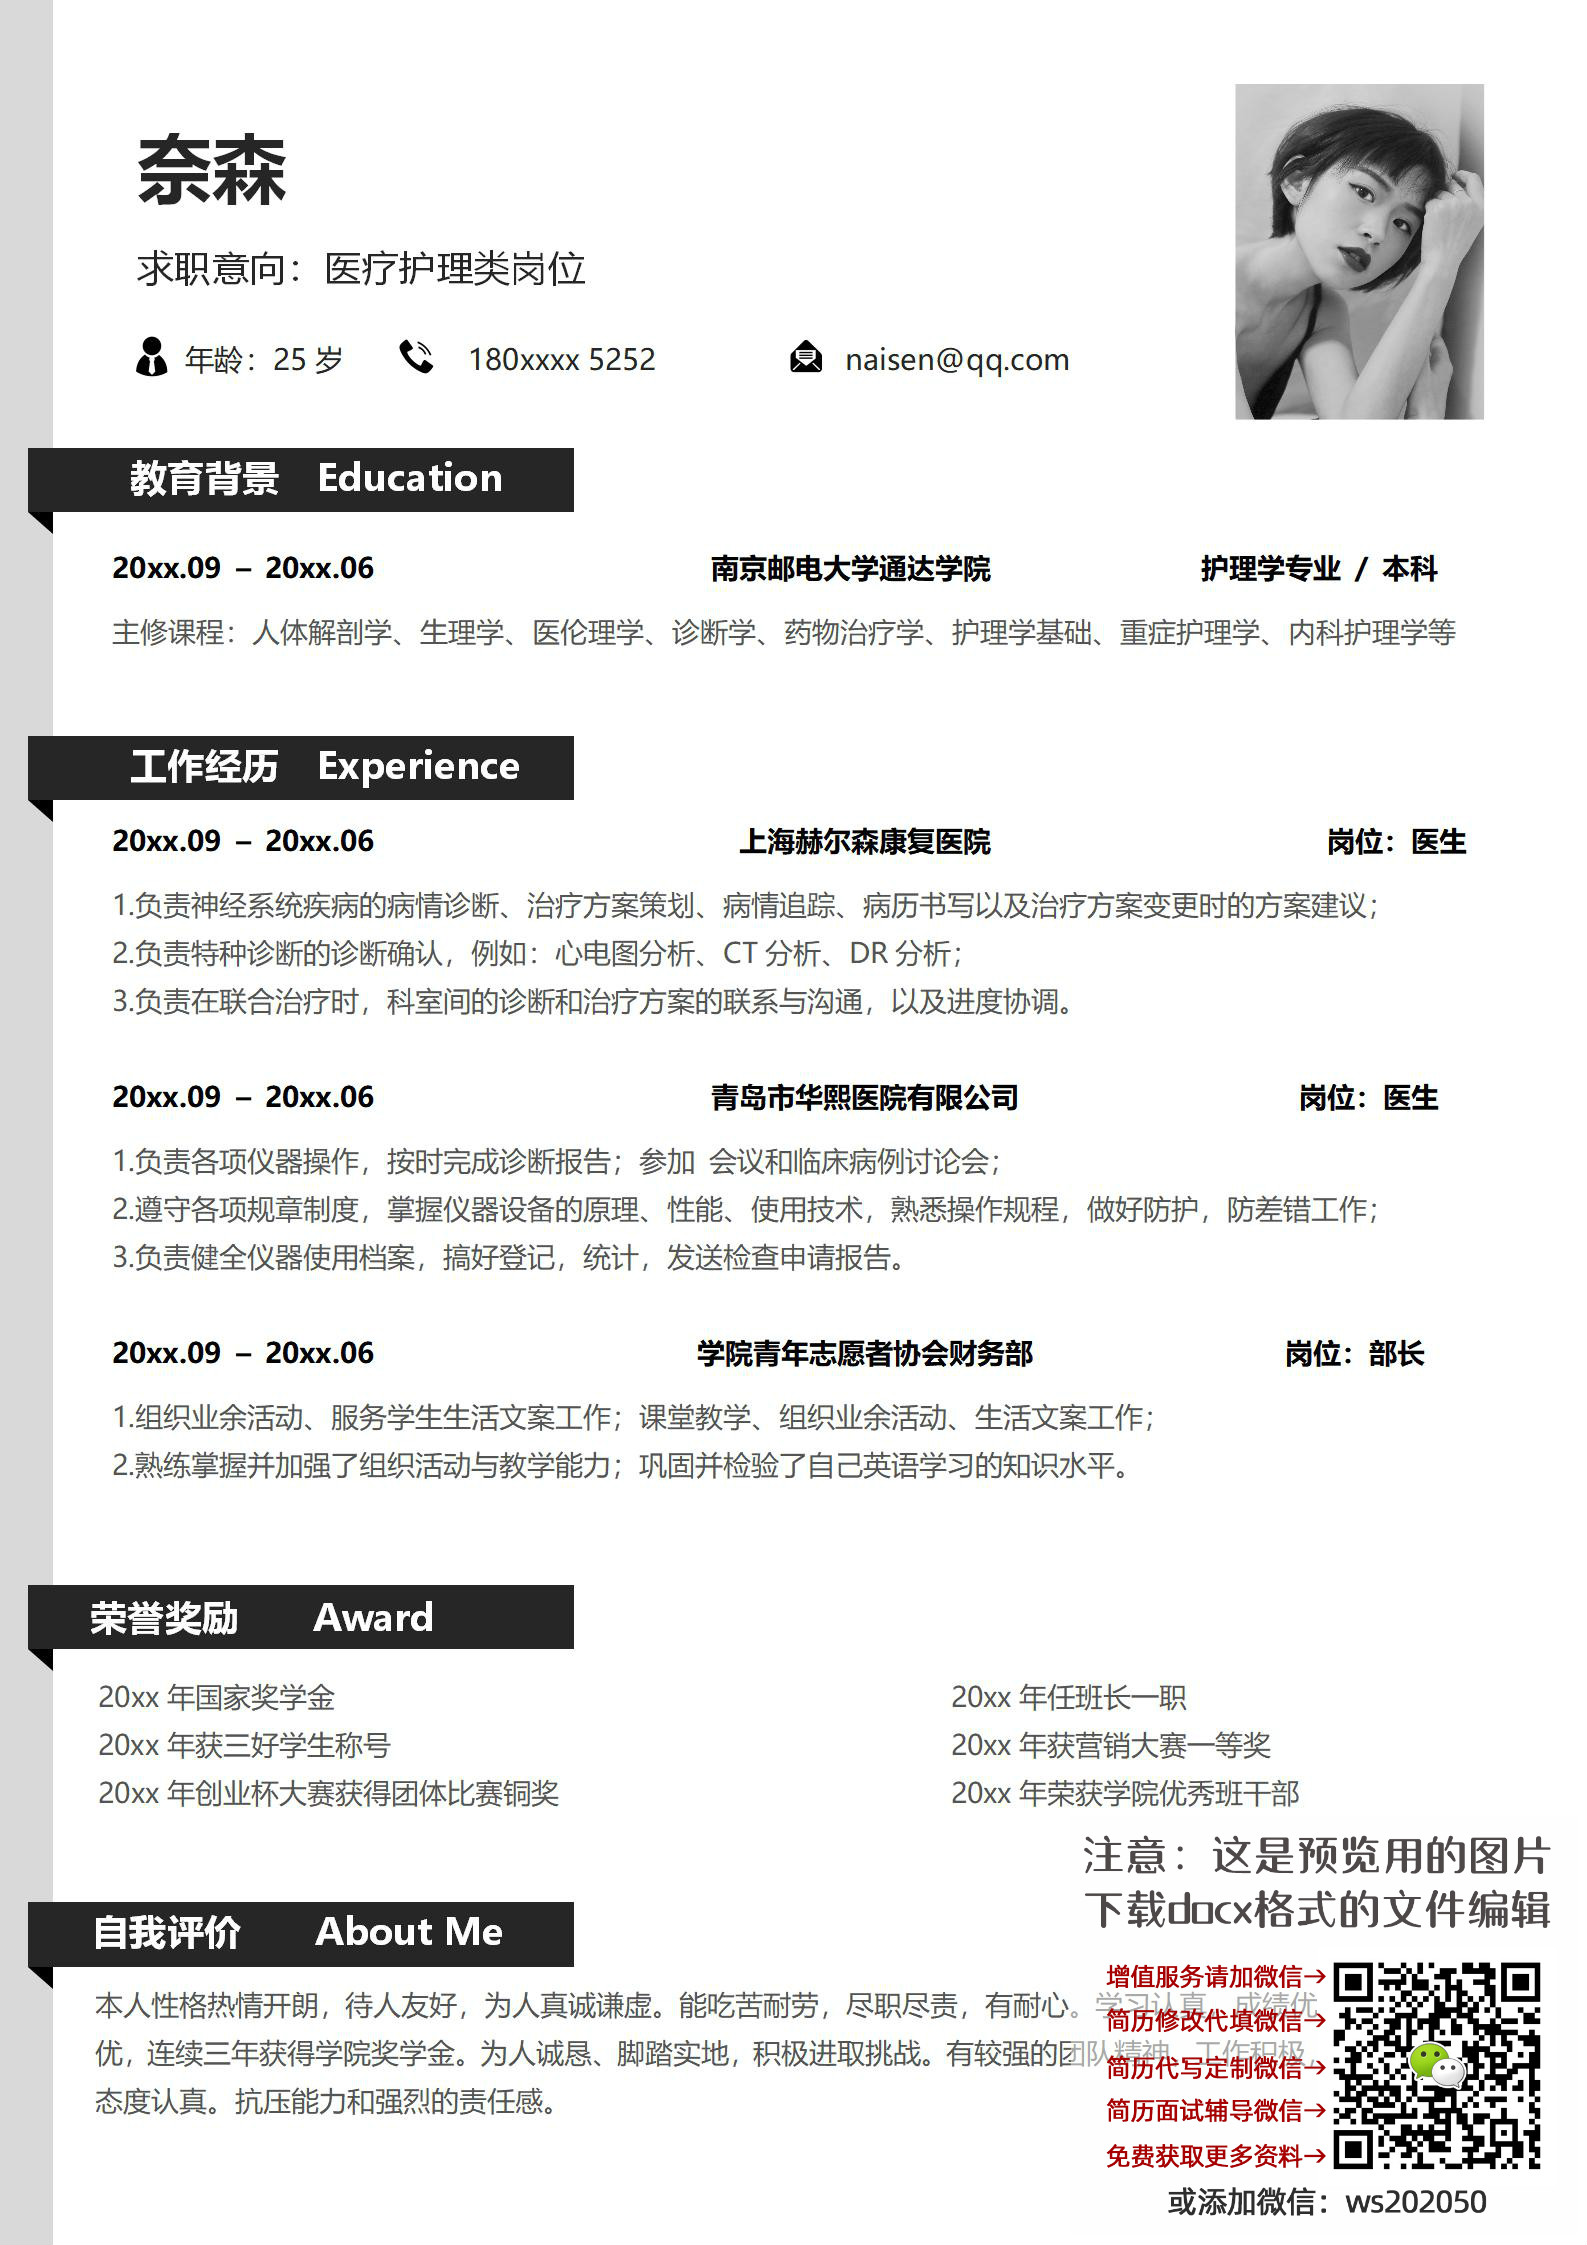 奈森
求职意向：医疗护理类岗位
年龄：25 岁 180xxxx 5252 naisen@qq.com
教育背景 Education
20xx.09 – 20xx.06 南京邮电大学通达学院 护理学专业 / 本科
主修课程：人体解剖学、生理学、医伦理学、诊断学、药物治疗学、护理学基础、重症护理学、内科护理学等
工作经历 Experience
20xx.09 – 20xx.06 上海赫尔森康复医院 岗位：医生
1.负责神经系统疾病的病情诊断、治疗方案策划、病情追踪、病历书写以及治疗方案变更时的方案建议；
2.负责特种诊断的诊断确认，例如：心电图分析、CT 分析、DR 分析；
3.负责在联合治疗时，科室间的诊断和治疗方案的联系与沟通，以及进度协调。
20xx.09 – 20xx.06 青岛市华熙医院有限公司 岗位：医生
1.负责各项仪器操作，按时完成诊断报告；参加 会议和临床病例讨论会；
2.遵守各项规章制度，掌握仪器设备的原理、性能、使用技术，熟悉操作规程，做好防护，防差错工作；
3.负责健全仪器使用档案，搞好登记，统计，发送检查申请报告。
20xx.09 – 20xx.06 学院青年志愿者协会财务部 岗位：部长
1.组织业余活动、服务学生生活文案工作；课堂教学、组织业余活动、生活文案工作；
2.熟练掌握并加强了组织活动与教学能力；巩固并检验了自己英语学习的知识水平。
荣誉奖励 Award
20xx 年国家奖学金 20xx 年任班长一职
20xx 年获三好学生称号 20xx 年获营销大赛一等奖
20xx 年创业杯大赛获得团体比赛铜奖 20xx 年荣获学院优秀班干部
自我评价 About Me
本人性格热情开朗，待人友好，为人真诚谦虚。能吃苦耐劳，尽职尽责，有耐心。学习认真，成绩优
优，连续三年获得学院奖学金。为人诚恳、脚踏实地，积极进取挑战。有较强的团队精神，工作积极，
态度认真。抗压能力和强烈的责任感。
注意：这是预览用的图片
下载docx格式的文件编辑
增值服务请加微信→
简历修改代填微信→
简历代写定制微信→
简历面试辅导微信→
免费获取更多资料→
或添加微信：ws202050